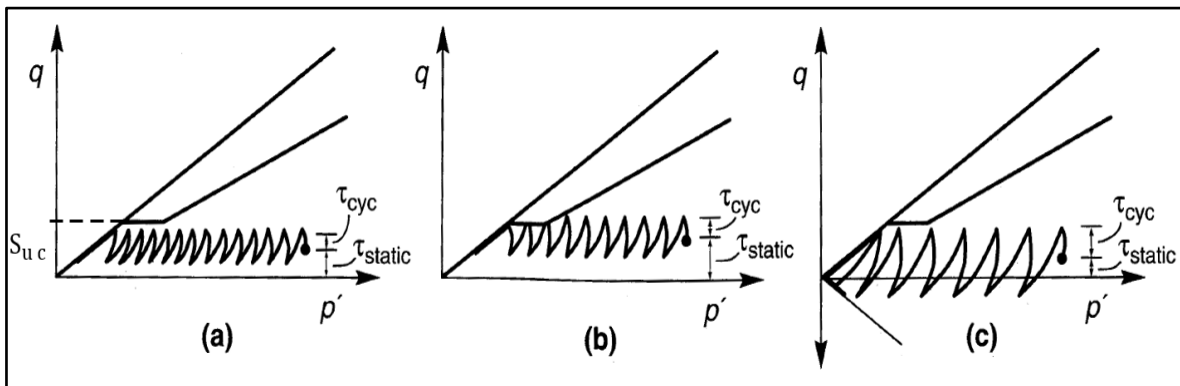 q
τcyc
τstatic
Su c
p′
(a)
q
τcyc
τstatic
p′
(b)
q
τcyc
τstatic
p′
(c)